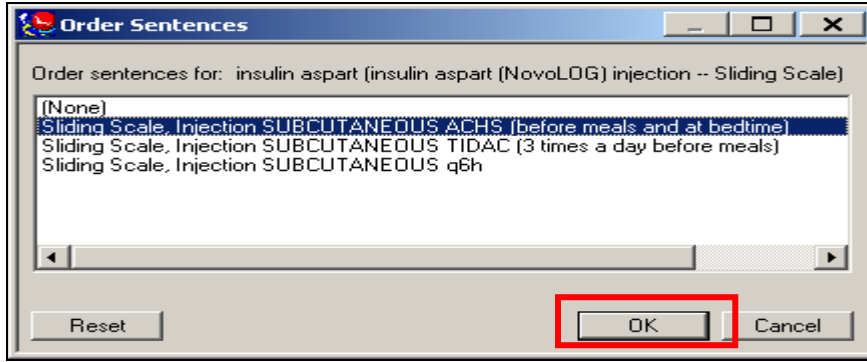 Order Sentences
Order sentences for: insulin aspart (insulin aspart (NovoLOG) injection -- Sliding Scale)
(None)
Sliding Scale, Injection SUBCUTANEOUS ACHS (before meals and at bedtime)
Sliding Scale, Injection SUBCUTANEOUS TIDAC (3 times a day before meals)
Sliding Scale, Injection SUBCUTANEOUS q6h
Reset OK Cancel